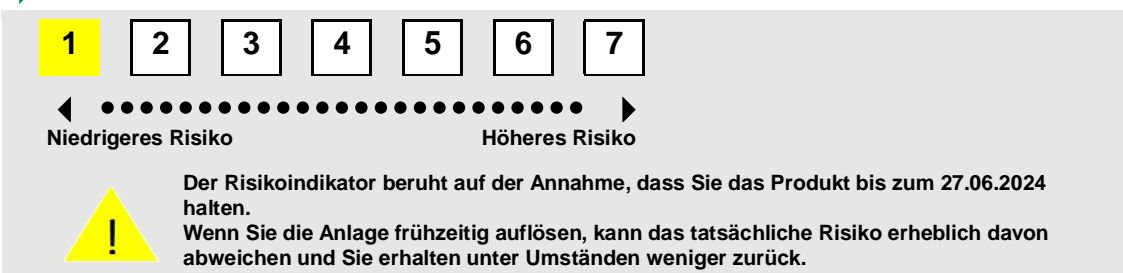 1 2 3 4 5 6 7
Niedrigeres Risiko Höheres Risiko
Der Risikoindikator beruht auf der Annahme, dass Sie das Produkt bis zum 27.06.2024
halten.
! Wenn Sie die Anlage frühzeitig auflösen, kann das tatsächliche Risiko erheblich davon
abweichen und Sie erhalten unter Umständen weniger zurück.